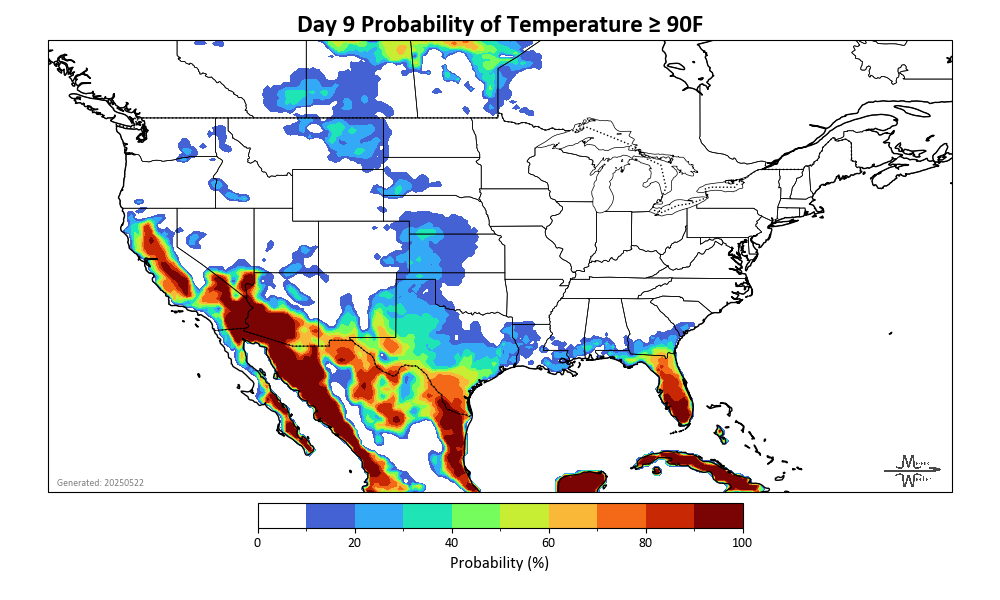 Day 9 Probability of Temperature ≥ 90F
Generated: 20250522
0 20 40 60 80 100
Probability (%)